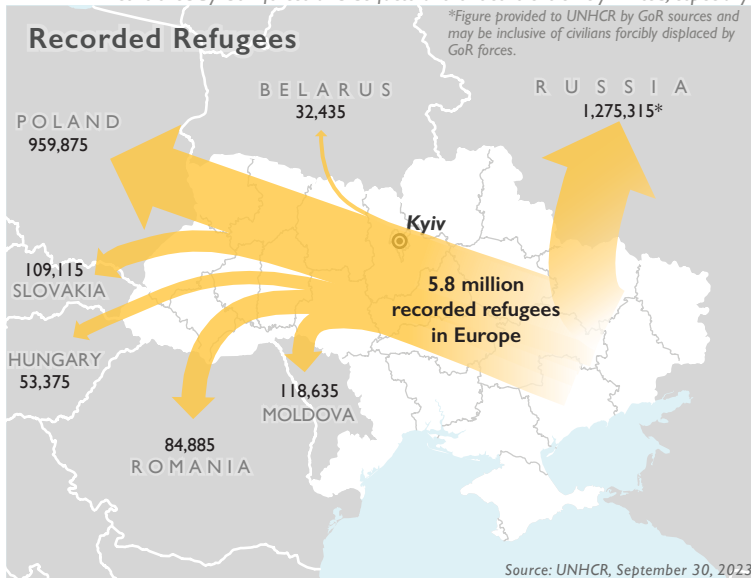 Recorded Refugees
*Figure provided to UNHCR by GoR sources and
may be inclusive of civilians forcibly displaced by
GoR forces.
BELARUS
32,435
RUSSIA
1,275,315*
POLAND
959,875
Kyiv
109,115
SLOVAKIA
5.8 million
recorded refugees
in Europe
HUNGARY
53,375
118,635
MOLDOVA
84,885
ROMANIA
Source: UNHCR, September 30, 2023